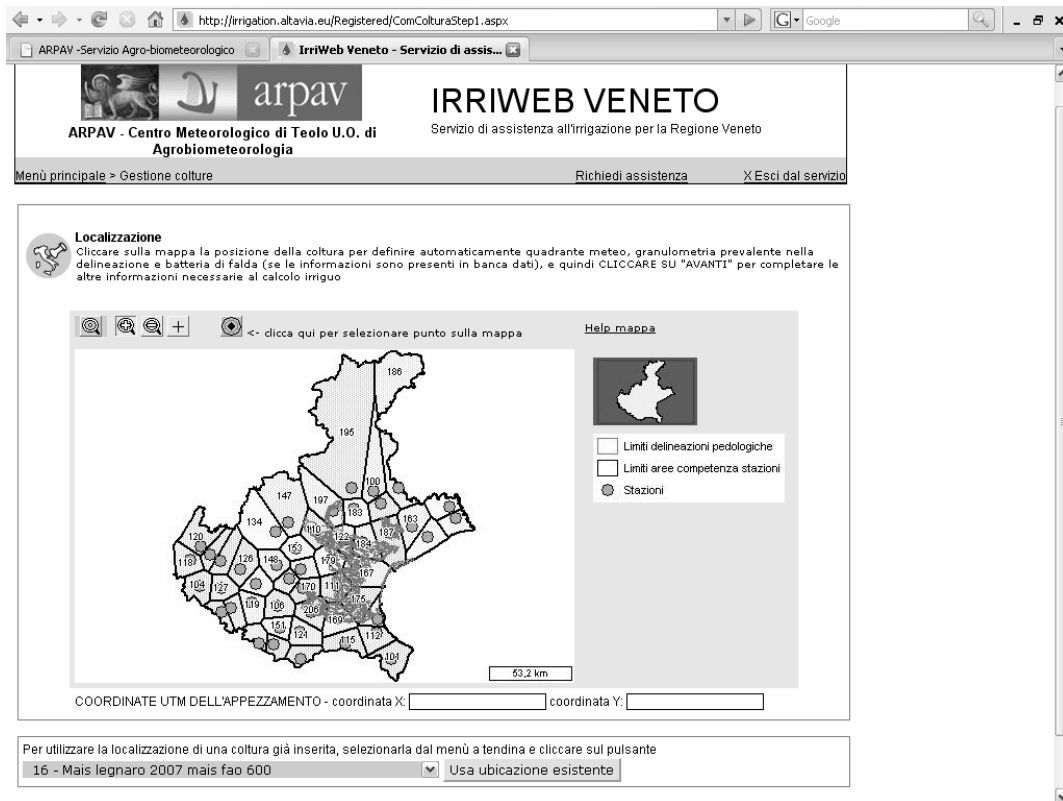 http://irrigation.altavia.eu/Registered/ComColturaStep1.aspx
G Google
ARPAV -Servizio Agro-biometeorologico
IrriWeb Veneto - Servizio di assis...
arpav
IRRIWEB VENETO
ARPAV - Centro Meteorologico di Teolo U.O. di
Agrobiometeorologia
Servizio di assistenza all'irrigazione per la Regione Veneto
Menù principale > Gestione colture
Richiedi assistenza
X Esci dal servizio
Localizzazione
Cliccare sulla mappa la posizione della coltura per definire automaticamente quadrante meteo, granulometria prevalente nella
delineazione e batteria di falda (se le informazioni sono presenti in banca dati), e quindi CLICCARE SU "AVANTI" per completare le
altre informazioni necessarie al calcolo irriguo
<- clicca qui per selezionare punto sulla mappa
Help mappa
186
195
100
147
197
183
134
110
163
120
122
187
184
153
118
126
148
179
167
104
127
170
111
175
119
106
206
169
151
124
115
112
101
Limiti delineazioni pedologiche
Limiti aree competenza stazioni
Stazioni
53,2 km
COORDINATE UTM DELL'APPEZZAMENTO - coordinata X:
coordinata Y:
Per utilizzare la localizzazione di una coltura già inserita, selezionarla dal menù a tendina e cliccare sul pulsante
16 - Mais legnaro 2007 mais fao 600
Usa ubicazione esistente